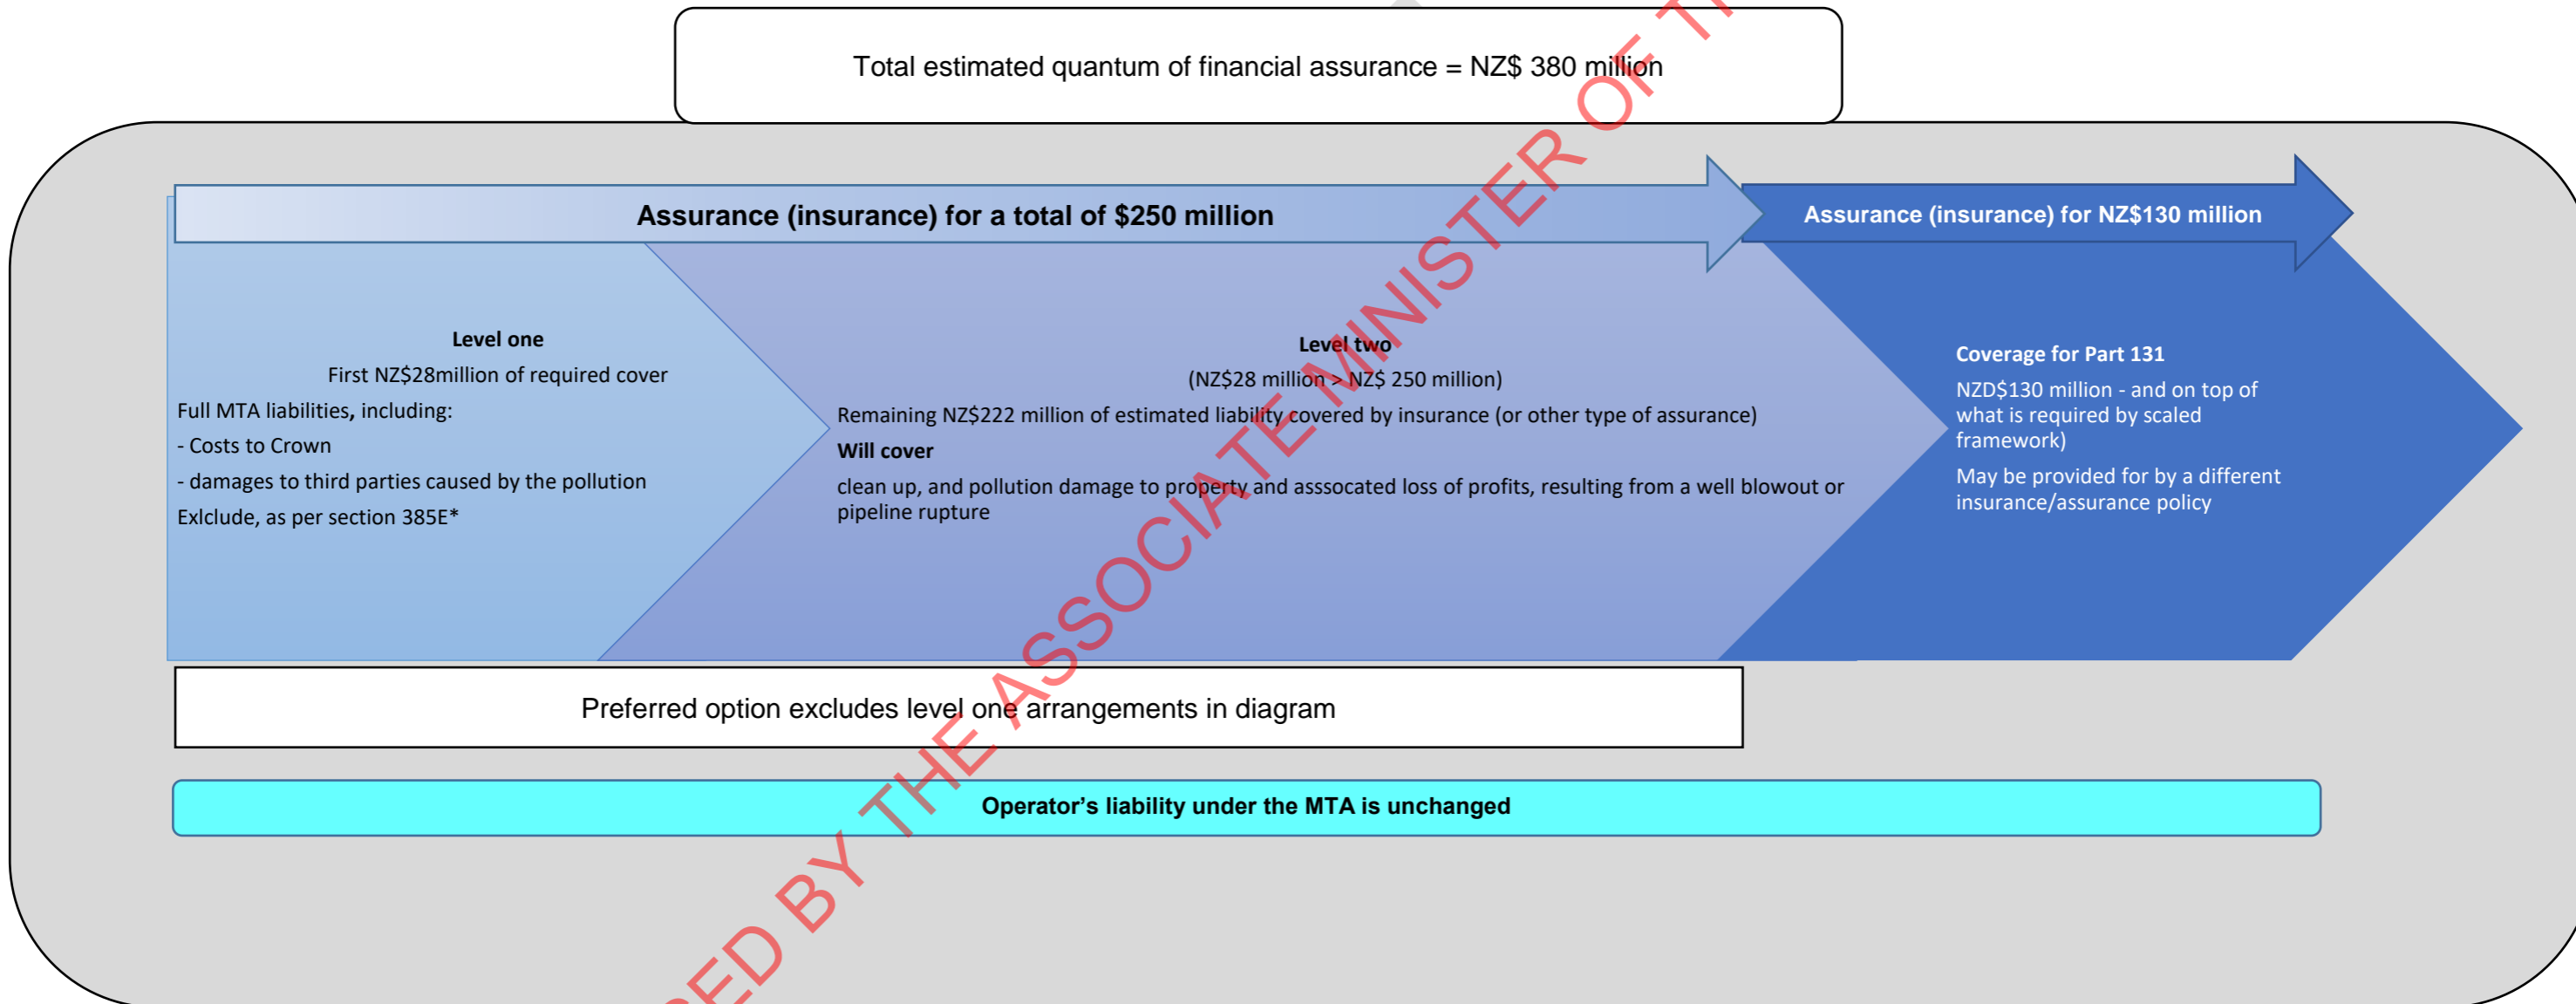 Total estimated quantum of financial assurance = NZ$ 380 million
Assurance (insurance) for a total of $250 million
Assurance (insurance) for NZ$130 million
Level one
First NZ$28million of required cover
Full MTA liabilities, including:
- Costs to Crown
- damages to third parties caused by the pollution
Exlclude, as per section 385E*
Level two
(NZ$28 million > NZ$ 250 million)
Remaining NZ$222 million of estimated liability covered by insurance (or other type of assurance)
Will cover
clean up, and pollution damage to property and asssocated loss of profits, resulting from a well blowout or
pipeline rupture
Coverage for Part 131
NZD$130 million - and on top of
what is required by scaled
framework)
May be provided for by a different
insurance/assurance policy
Preferred option excludes level one arrangements in diagram
Operator's liability under the MTA is unchanged
BY THE ASSOCIATE MINISTER OF